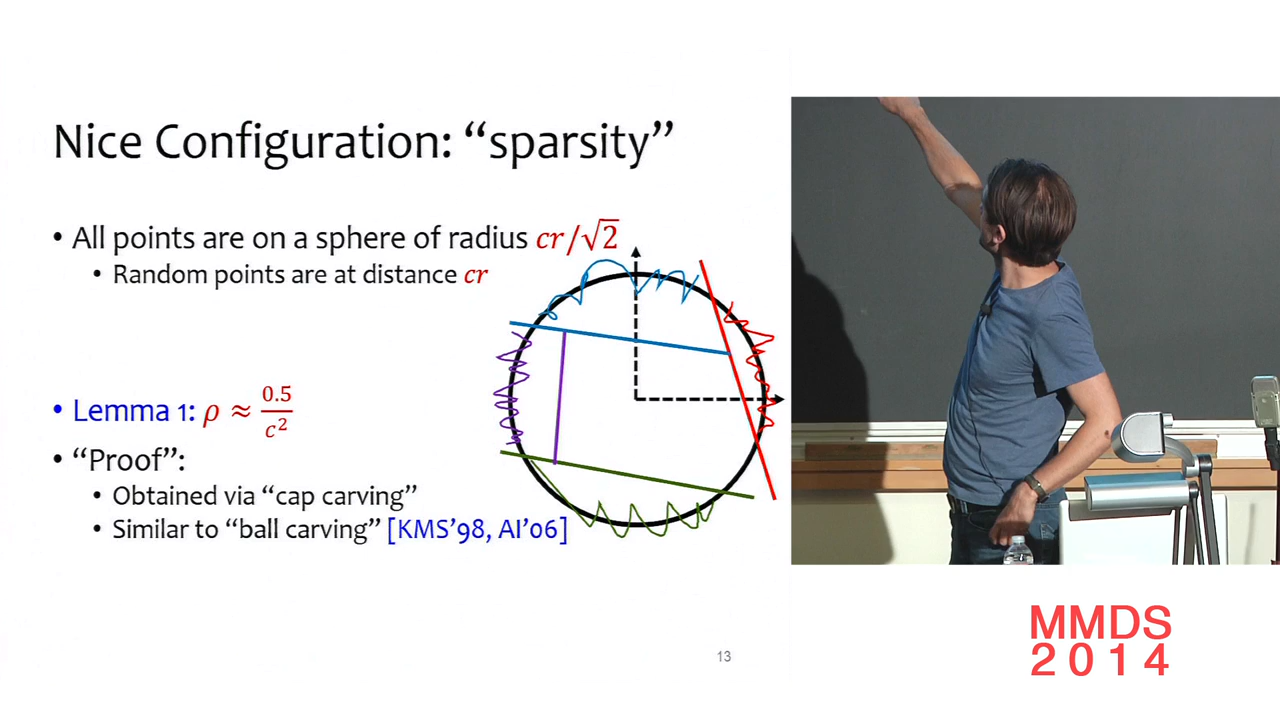 Nice Configuration: “sparsity”
• All points are on a sphere of radius cr/√2
• Random points are at distance cr
• Lemma 1: ρ ≈ 0.5/c²
• “Proof”:
• Obtained via “cap carving”
• Similar to “ball carving” [KMS’98, AI’06]
13
MMDS
2014